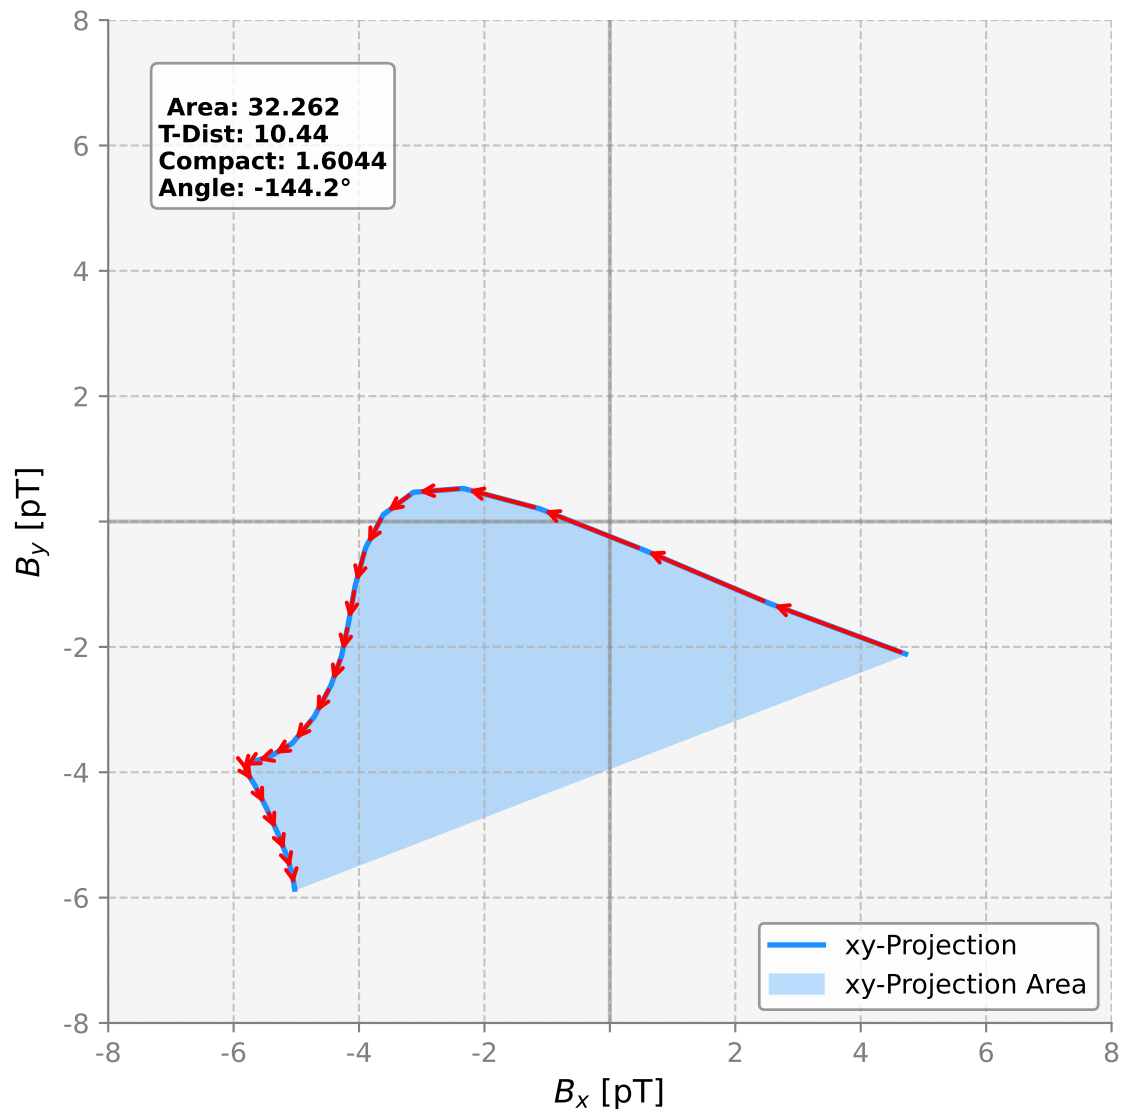 8
6
4
2
-2
-4
-6
-8
-8
-6
-4
-2
2
4
6
8
B_y [pT]
B_x [pT]
Area: 32.262
T-Dist: 10.44
Compact: 1.6044
Angle: -144.2°
xy-Projection
xy-Projection Area